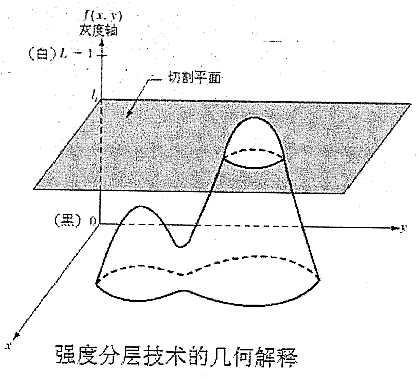 f(x, y)
灰度轴
(白) L - 1
切割平面
l_i
(黑) 0
y
x
强度分层技术的几何解释